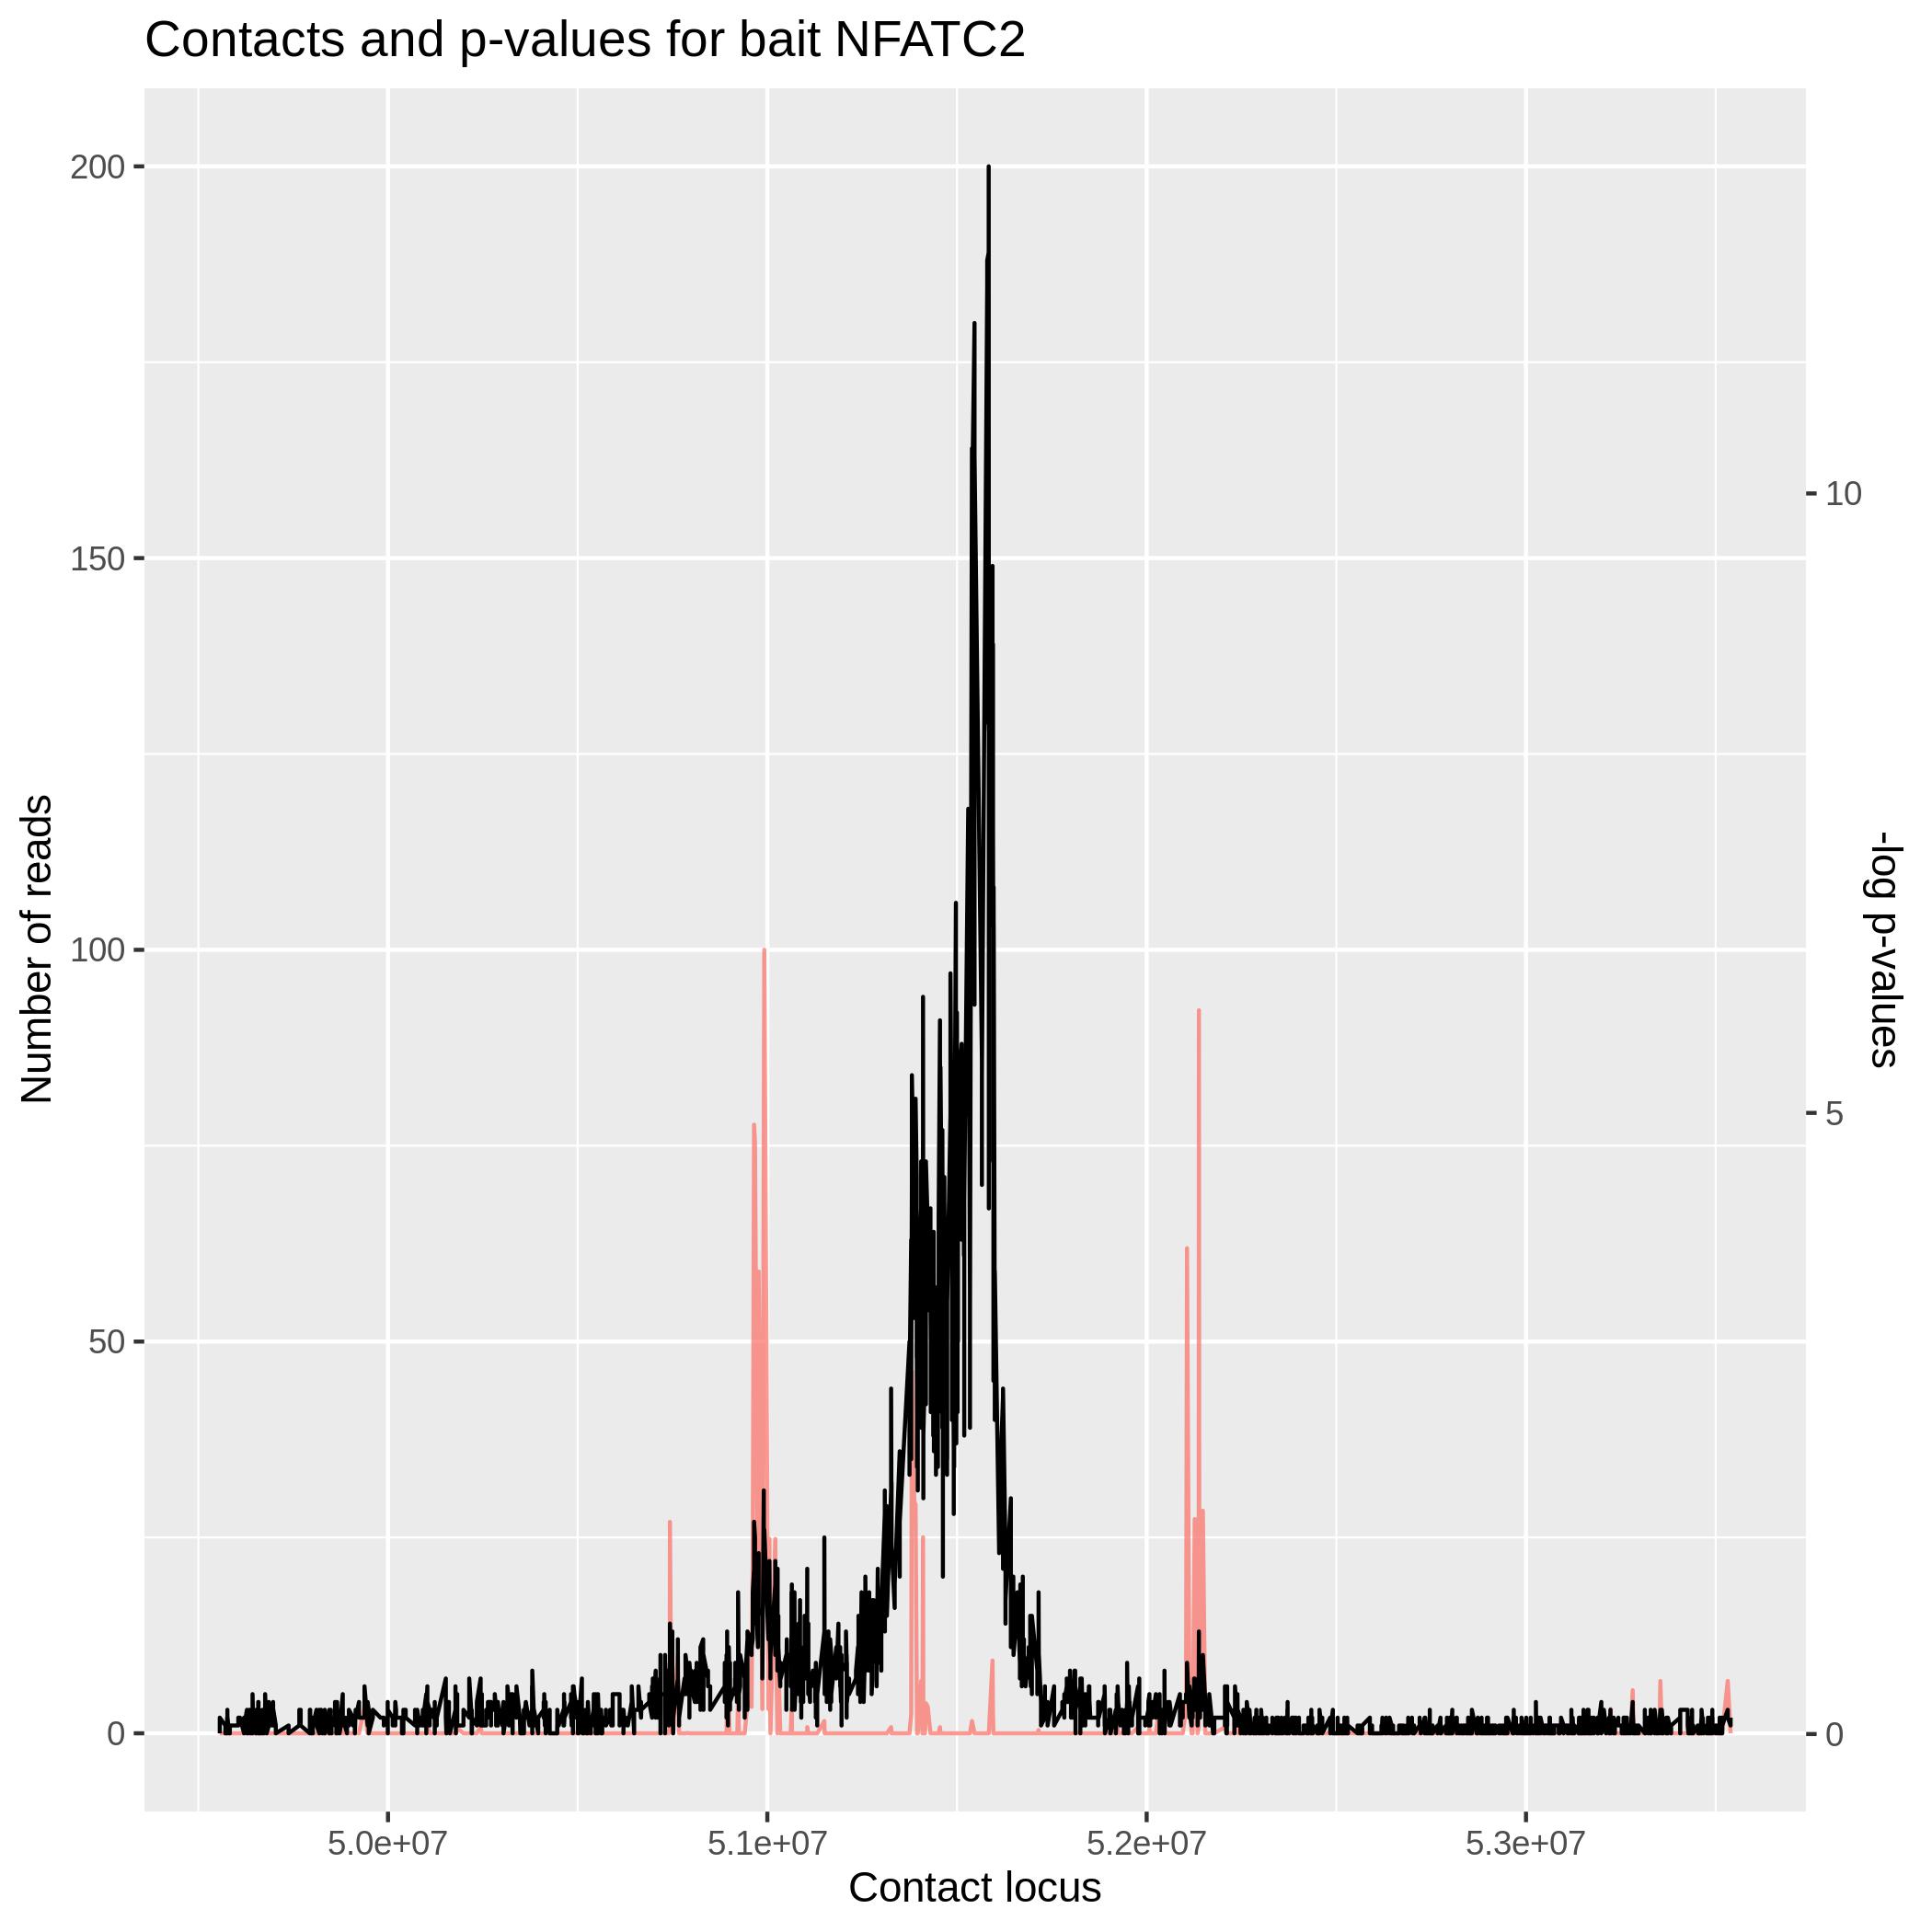 Contacts and p-values for bait NFATC2
Number of reads
200
150
100
50
0
10
5
0
-log p-values
5.0e+07
5.1e+07
5.2e+07
5.3e+07
Contact locus